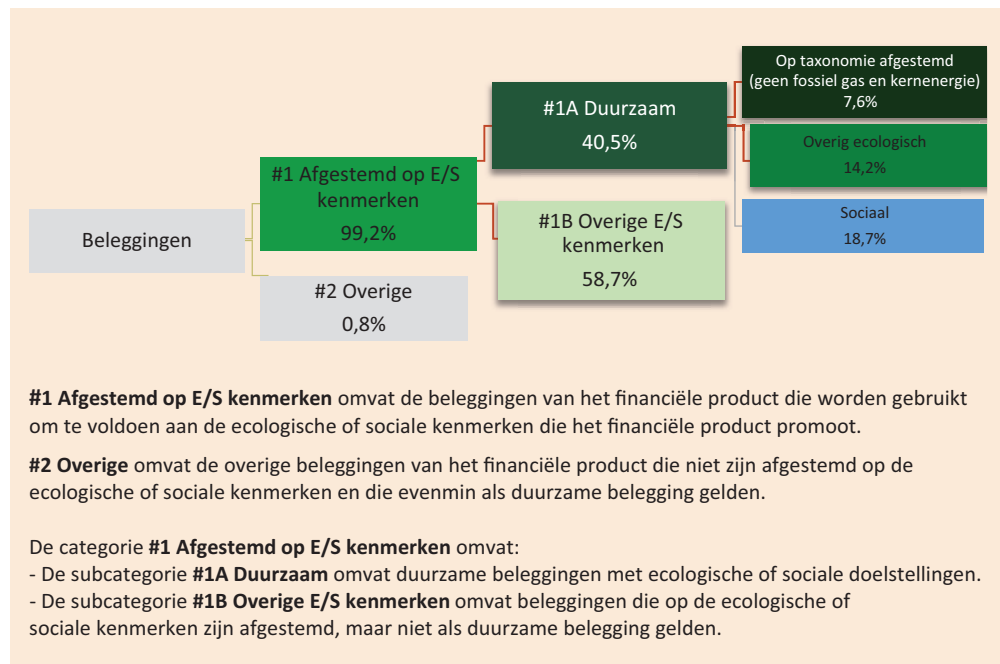 Op taxonomie afgestemd
(geen fossiel gas en kernenergie)
7,6%
#1A Duurzaam
40,5%
Overig ecologisch
14,2%
#1 Afgestemd op E/S
kenmerken
99,2%
Sociaal
18,7%
#1B Overige E/S
kenmerken
58,7%
Beleggingen
#2 Overige
0,8%
#1 Afgestemd op E/S kenmerken omvat de beleggingen van het financiële product die worden gebruikt
om te voldoen aan de ecologische of sociale kenmerken die het financiële product promoot.
#2 Overige omvat de overige beleggingen van het financiële product die niet zijn afgestemd op de
ecologische of sociale kenmerken en die evenmin als duurzame belegging gelden.
De categorie #1 Afgestemd op E/S kenmerken omvat:
- De subcategorie #1A Duurzaam omvat duurzame beleggingen met ecologische of sociale doelstellingen.
- De subcategorie #1B Overige E/S kenmerken omvat beleggingen die op de ecologische of
sociale kenmerken zijn afgestemd, maar niet als duurzame belegging gelden.